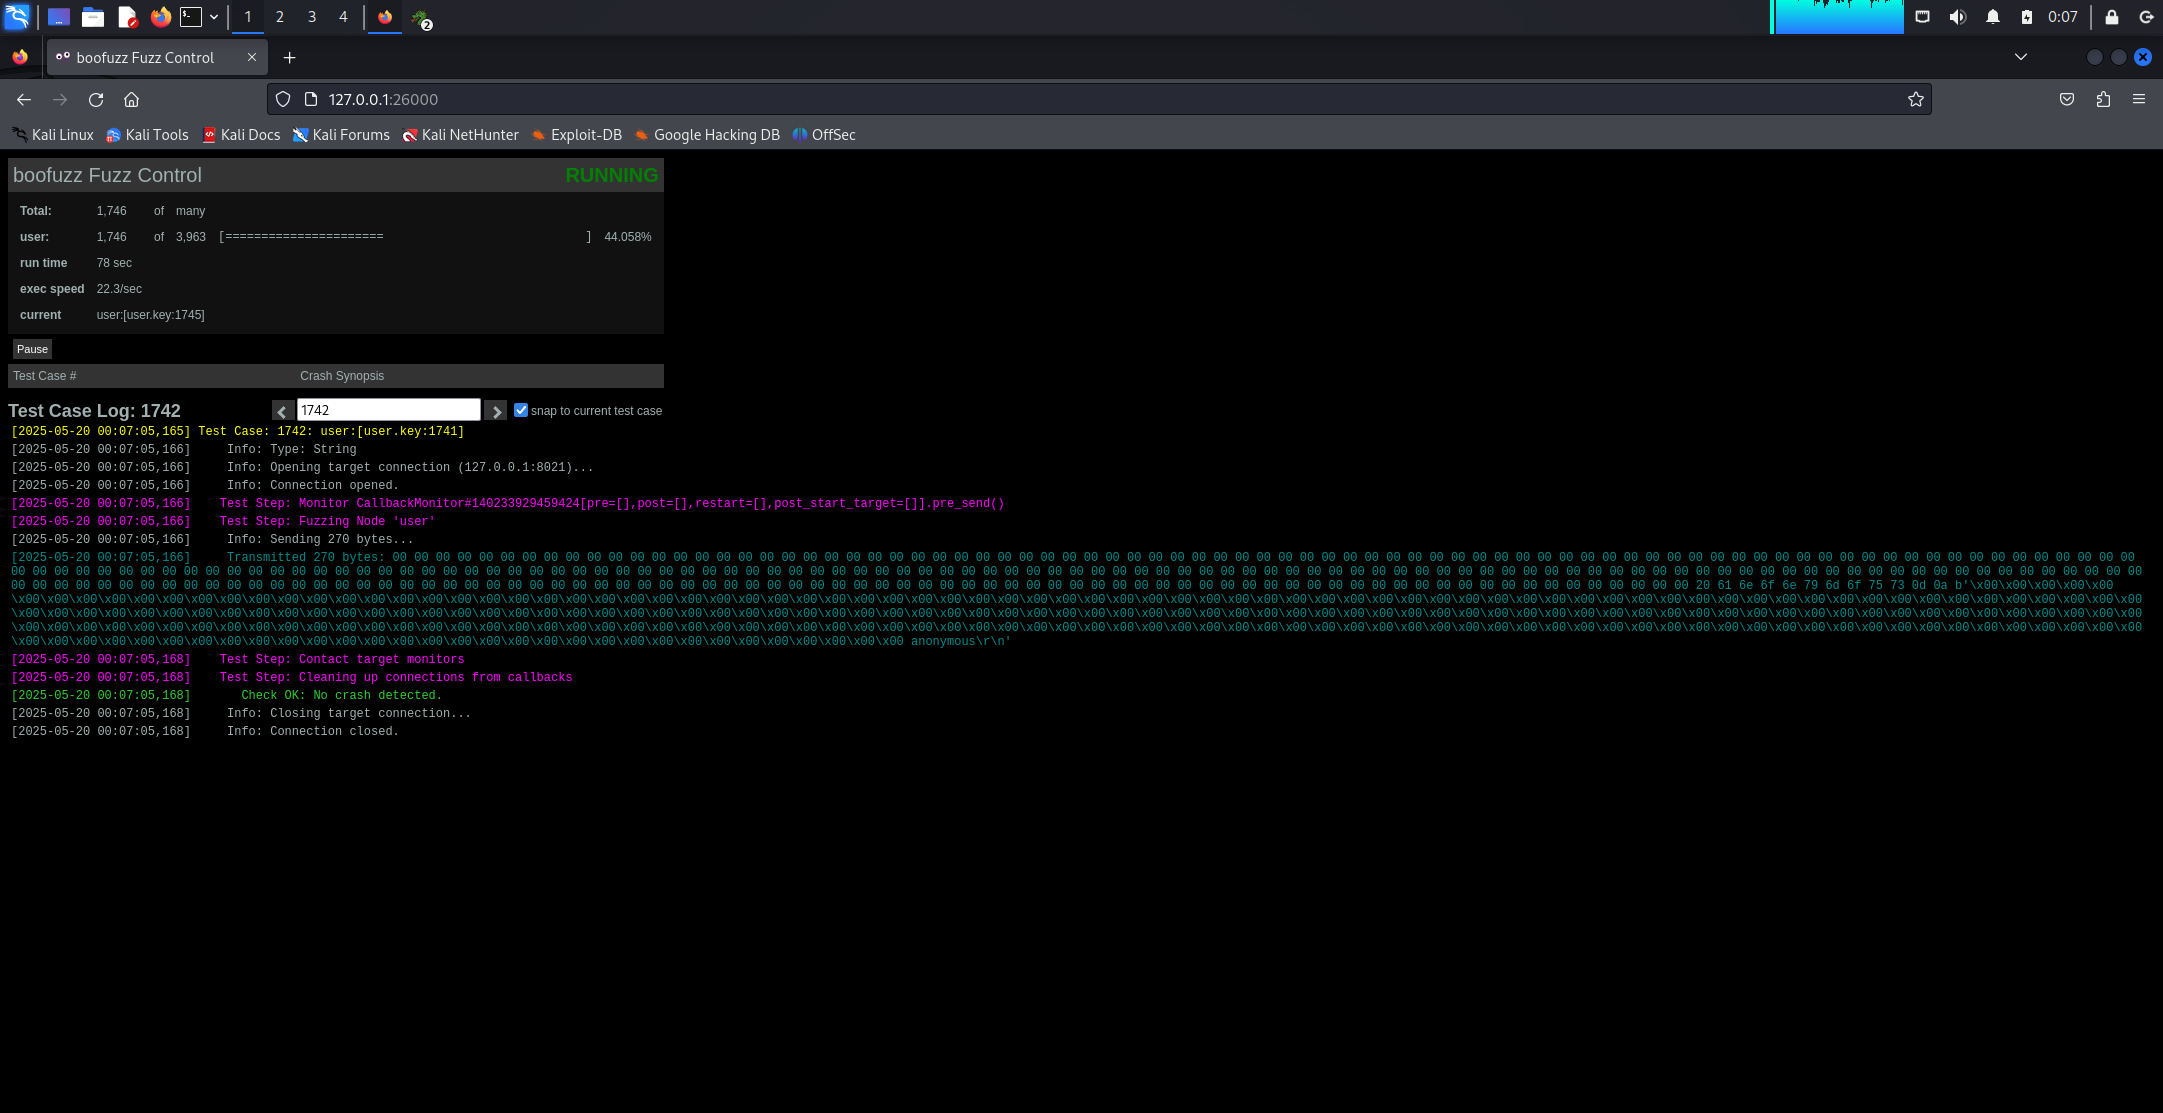 1
2
3
4
2
0:07
boofuzz Fuzz Control
127.0.0.1:26000
Kali Linux
Kali Tools
Kali Docs
Kali Forums
Kali NetHunter
Exploit-DB
Google Hacking DB
OffSec
boofuzz Fuzz Control RUNNING
Total: 1,746 of many
user: 1,746 of 3,963 [====================== ] 44.058%
run time 78 sec
exec speed 22.3/sec
current user:[user.key:1745]
Pause
Test Case # Crash Synopsis
Test Case Log: 1742 1742 snap to current test case
[2025-05-20 00:07:05,165] Test Case: 1742: user:[user.key:1741]
[2025-05-20 00:07:05,166] Info: Type: String
[2025-05-20 00:07:05,166] Info: Opening target connection (127.0.0.1:8021)...
[2025-05-20 00:07:05,166] Info: Connection opened.
[2025-05-20 00:07:05,166] Test Step: Monitor CallbackMonitor#140233929459424[pre=[],post=[],restart=[],post_start_target=[]].pre_send()
[2025-05-20 00:07:05,166] Test Step: Fuzzing Node 'user'
[2025-05-20 00:07:05,166] Info: Sending 270 bytes...
[2025-05-20 00:07:05,166] Transmitted 270 bytes: 00 00 00 00 00 00 00 00 00 00 00 00 00 00 00 00 00 00 00 00 00 00 00 00 00 00 00 00 00 00 00 00 00 00 00 00 00 00 00 00 00 00 00 00 00 00 00 00 00 00 00 00 00 00 00 00 00 00 00 00 00 00 00 00 00 00 00 00 00 00 00 00 00 00 00 00 00 00 00 00 00
00 00 00 00 00 00 00 00 00 00 00 00 00 00 00 00 00 00 00 00 00 00 00 00 00 00 00 00 00 00 00 00 00 00 00 00 00 00 00 00 00 00 00 00 00 00 00 00 00 00 00 00 00 00 00 00 00 00 00 00 00 00 00 00 00 00 00 00 00 00 00 00 00 00 00 00 00 00 00 00 00 00 00 00 00 00 00 00 00 00 00 00 00 00 00 00 00 00 00
00 00 00 00 00 00 00 00 00 00 00 00 00 00 00 00 00 00 00 00 00 00 00 00 00 00 00 00 00 00 00 00 00 00 00 00 00 00 00 00 00 00 00 00 00 00 00 00 00 00 00 00 00 00 00 00 00 00 00 00 00 00 00 00 00 00 00 00 00 00 00 00 00 00 00 00 00 00 20 61 6e 6f 6e 79 6d 6f 75 73 0d 0a b'\x00\x00\x00\x00\x00
\x00\x00\x00\x00\x00\x00\x00\x00\x00\x00\x00\x00\x00\x00\x00\x00\x00\x00\x00\x00\x00\x00\x00\x00\x00\x00\x00\x00\x00\x00\x00\x00\x00\x00\x00\x00\x00\x00\x00\x00\x00\x00\x00\x00\x00\x00\x00\x00\x00\x00\x00\x00\x00\x00\x00\x00\x00\x00\x00\x00\x00\x00\x00\x00\x00\x00\x00\x00\x00\x00\x00\x00\x00\x00
\x00\x00\x00\x00\x00\x00\x00\x00\x00\x00\x00\x00\x00\x00\x00\x00\x00\x00\x00\x00\x00\x00\x00\x00\x00\x00\x00\x00\x00\x00\x00\x00\x00\x00\x00\x00\x00\x00\x00\x00\x00\x00\x00\x00\x00\x00\x00\x00\x00\x00\x00\x00\x00\x00\x00\x00\x00\x00\x00\x00\x00\x00\x00\x00\x00\x00\x00\x00\x00\x00\x00\x00\x00\x00
\x00\x00\x00\x00\x00\x00\x00\x00\x00\x00\x00\x00\x00\x00\x00\x00\x00\x00\x00\x00\x00\x00\x00\x00\x00\x00\x00\x00\x00\x00\x00\x00\x00\x00\x00\x00\x00\x00\x00\x00\x00\x00\x00\x00\x00\x00\x00\x00\x00\x00\x00\x00\x00\x00\x00\x00\x00\x00\x00\x00\x00\x00\x00\x00\x00\x00\x00\x00\x00\x00\x00\x00\x00\x00
\x00\x00\x00\x00\x00\x00\x00\x00\x00\x00\x00\x00\x00\x00\x00\x00\x00\x00\x00\x00\x00\x00\x00\x00\x00\x00\x00\x00\x00\x00\x00 anonymous\r\n'
[2025-05-20 00:07:05,168] Test Step: Contact target monitors
[2025-05-20 00:07:05,168] Test Step: Cleaning up connections from callbacks
[2025-05-20 00:07:05,168] Check OK: No crash detected.
[2025-05-20 00:07:05,168] Info: Closing target connection...
[2025-05-20 00:07:05,168] Info: Connection closed.